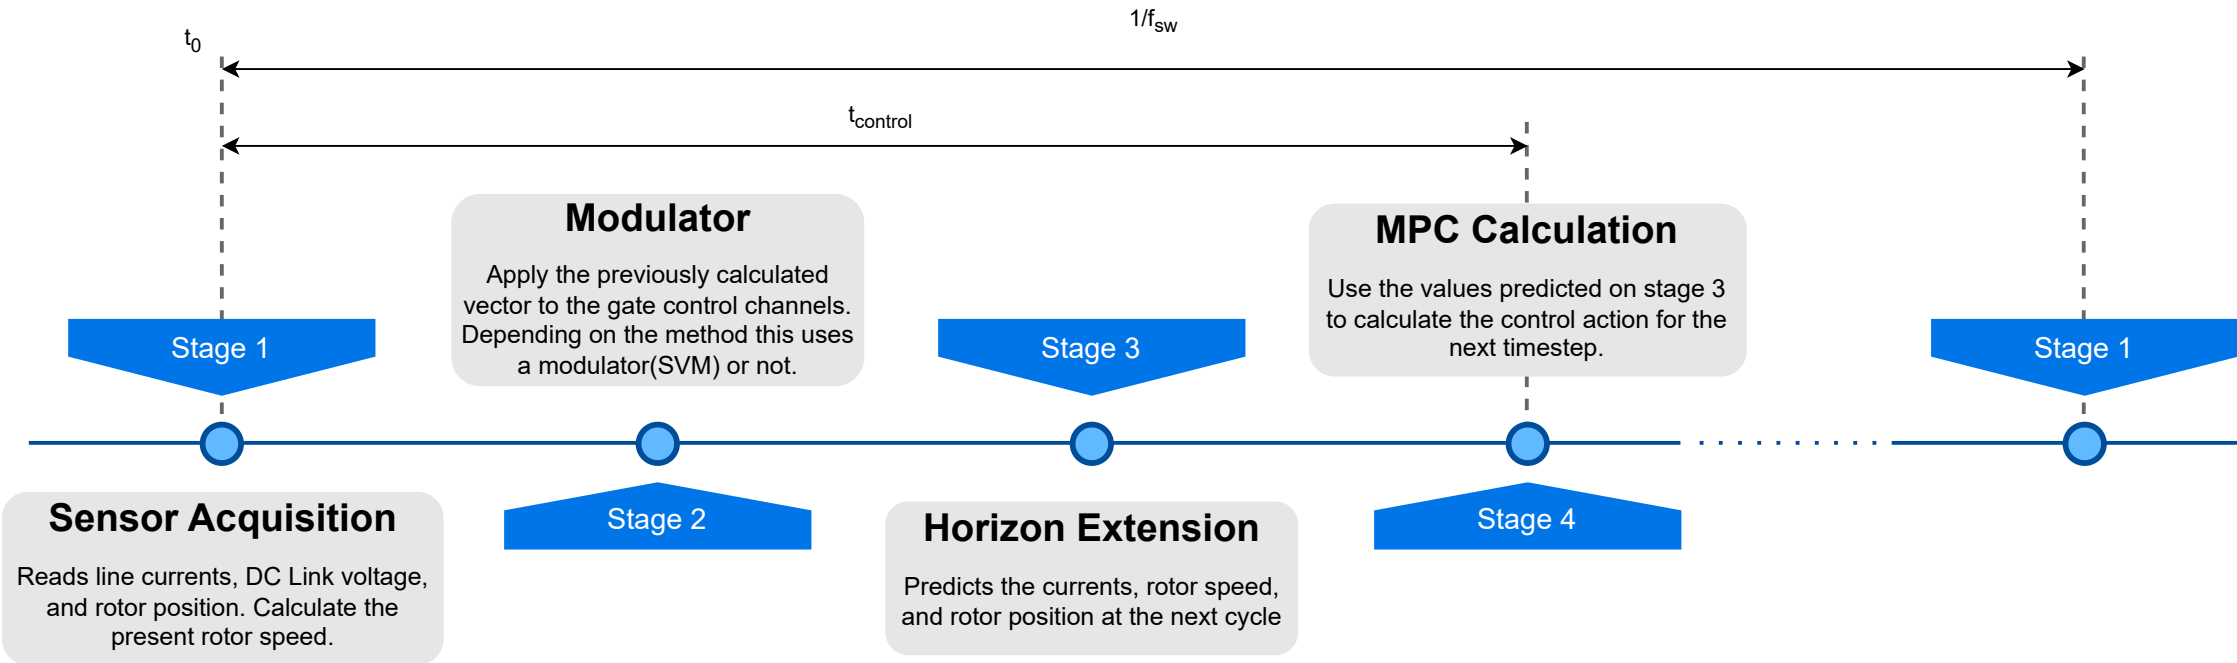 1/fsw
t0
tcontrol
Modulator
Apply the previously calculated
vector to the gate control channels.
Depending on the method this uses
a modulator(SVM) or not.
MPC Calculation
Use the values predicted on stage 3
to calculate the control action for the
next timestep.
Stage 1
Stage 3
Stage 1
Sensor Acquisition
Reads line currents, DC Link voltage,
and rotor position. Calculate the
present rotor speed.
Stage 2
Horizon Extension
Predicts the currents, rotor speed,
and rotor position at the next cycle
Stage 4